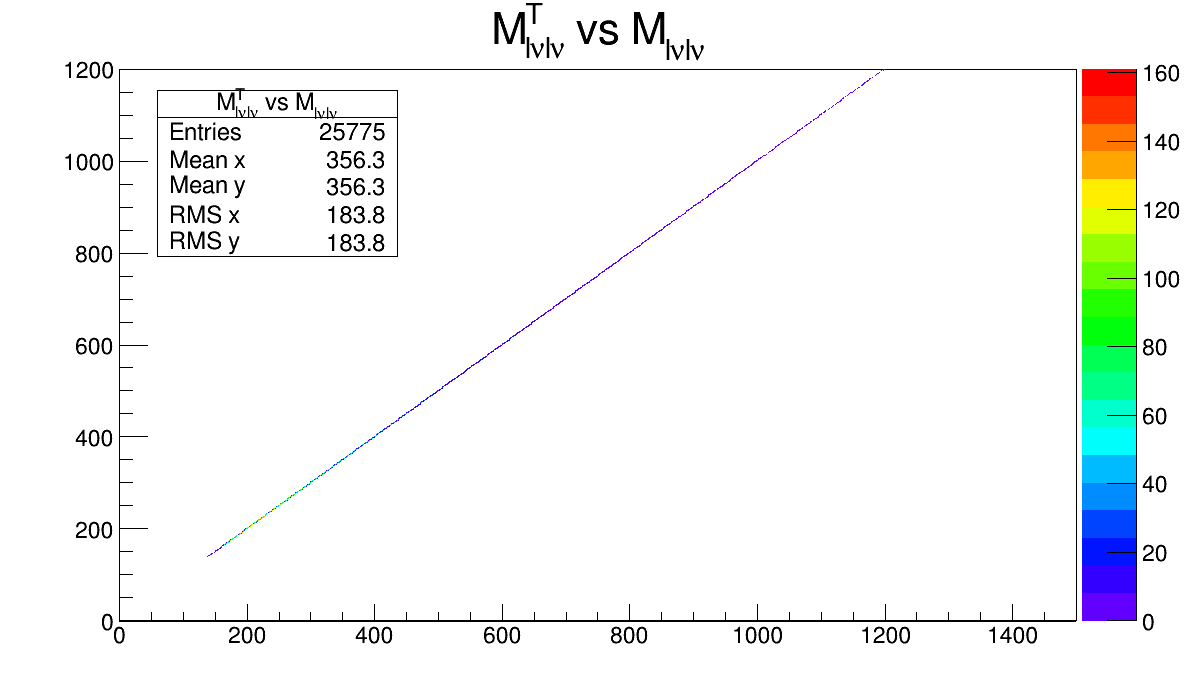 M^T_lνlν vs M_lνlν
1200
1000
800
600
400
200
0
M^T_lνlν vs M_lνlν
Entries 25775
Mean x 356.3
Mean y 356.3
RMS x 183.8
RMS y 183.8
0 200 400 600 800 1000 1200 1400
160
140
120
100
80
60
40
20
0